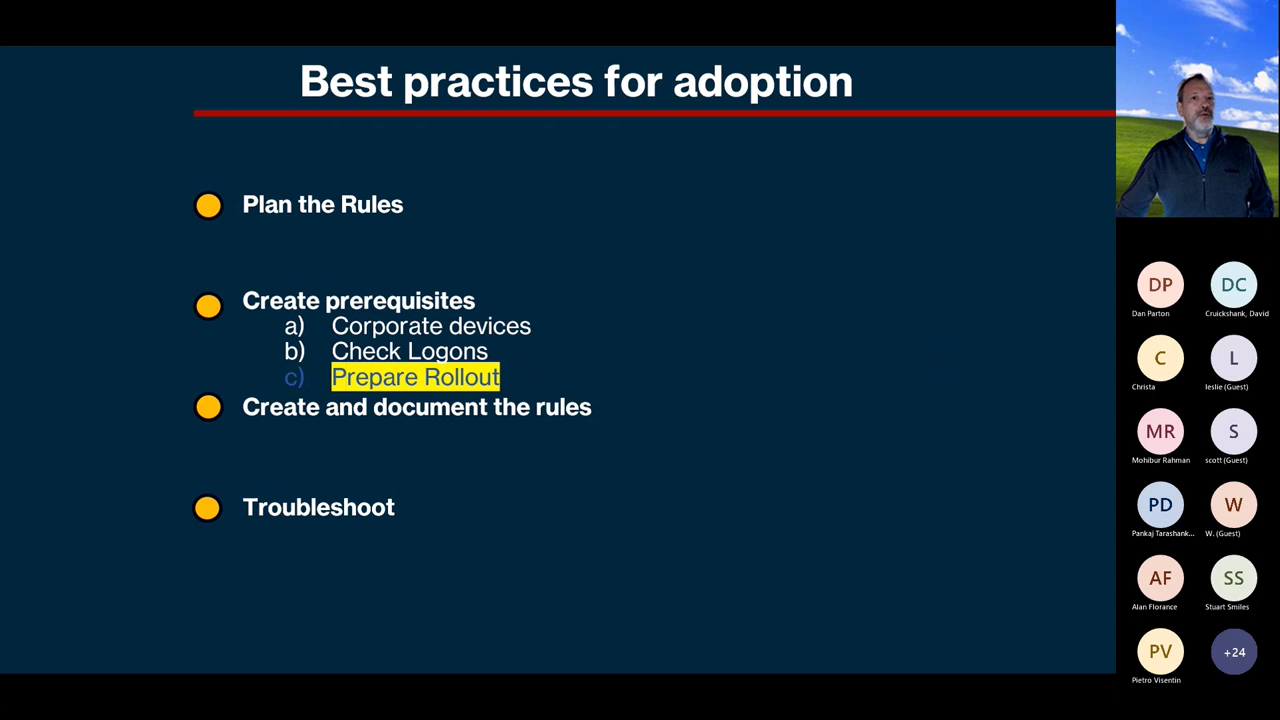 Best practices for adoption
Plan the Rules
Create prerequisites
a) Corporate devices
b) Check Logons
c) Prepare Rollout
Create and document the rules
Troubleshoot
DP
DC
Dan Parton
Cruickshank, David
C
L
Christa
leslie (Guest)
MR
S
Mohibur Rahman
scott (Guest)
PD
W
Pankaj Tarashank...
W. (Guest)
AF
SS
Alan Florance
Stuart Smiles
PV
+24
Pietro Visentin